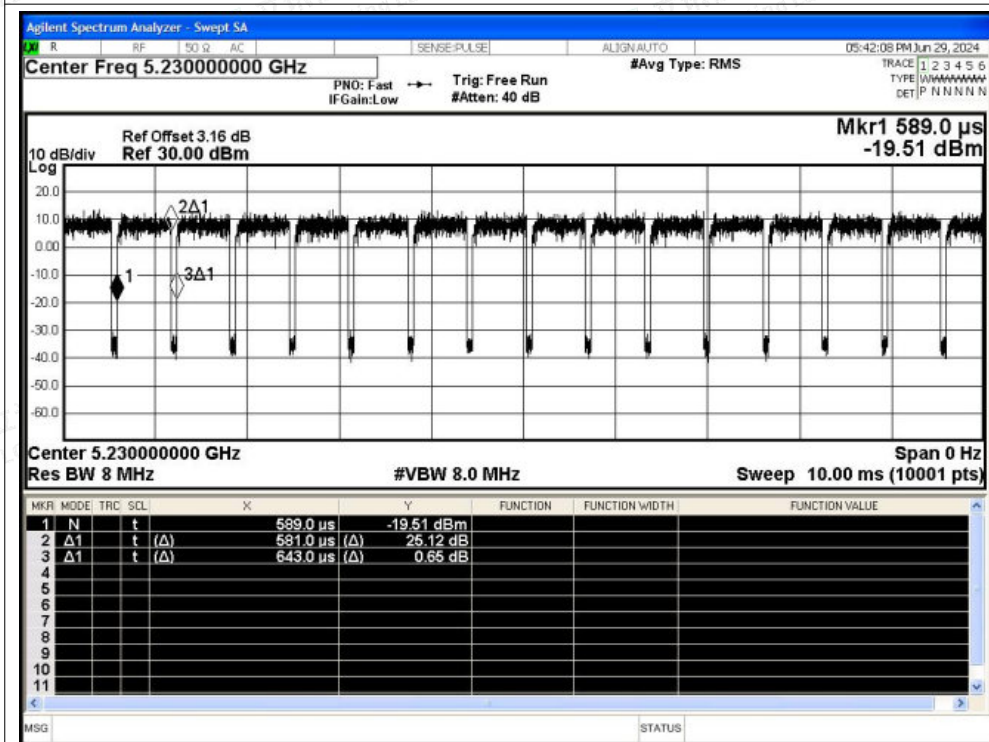 Agilent Spectrum Analyzer - Swept SA
LXI R RF 50 Ω AC SENSE:PULSE ALIGN AUTO 05:42:08 PM Jun 29, 2024
Center Freq 5.230000000 GHz #Avg Type: RMS TRACE 1 2 3 4 5 6
PNO: Fast Trig: Free Run TYPE WWWWWW
IFGain:Low #Atten: 40 dB DET P N N N N N
Mkr1 589.0 µs
Ref Offset 3.16 dB
10 dB/div Ref 30.00 dBm -19.51 dBm
Log
20.0
2Δ1
10.0
0.00
-10.0
1 3Δ1
-20.0
-30.0
-40.0
-50.0
-60.0
Center 5.230000000 GHz Span 0 Hz
Res BW 8 MHz #VBW 8.0 MHz Sweep 10.00 ms (10001 pts)
MKR MODE TRC SCL X Y FUNCTION FUNCTION WIDTH FUNCTION VALUE
1 N t 589.0 µs -19.51 dBm
2 Δ1 t (Δ) 581.0 µs (Δ) 25.12 dB
3 Δ1 t (Δ) 643.0 µs (Δ) 0.65 dB
4
5
6
7
8
9
10
11
MSG STATUS